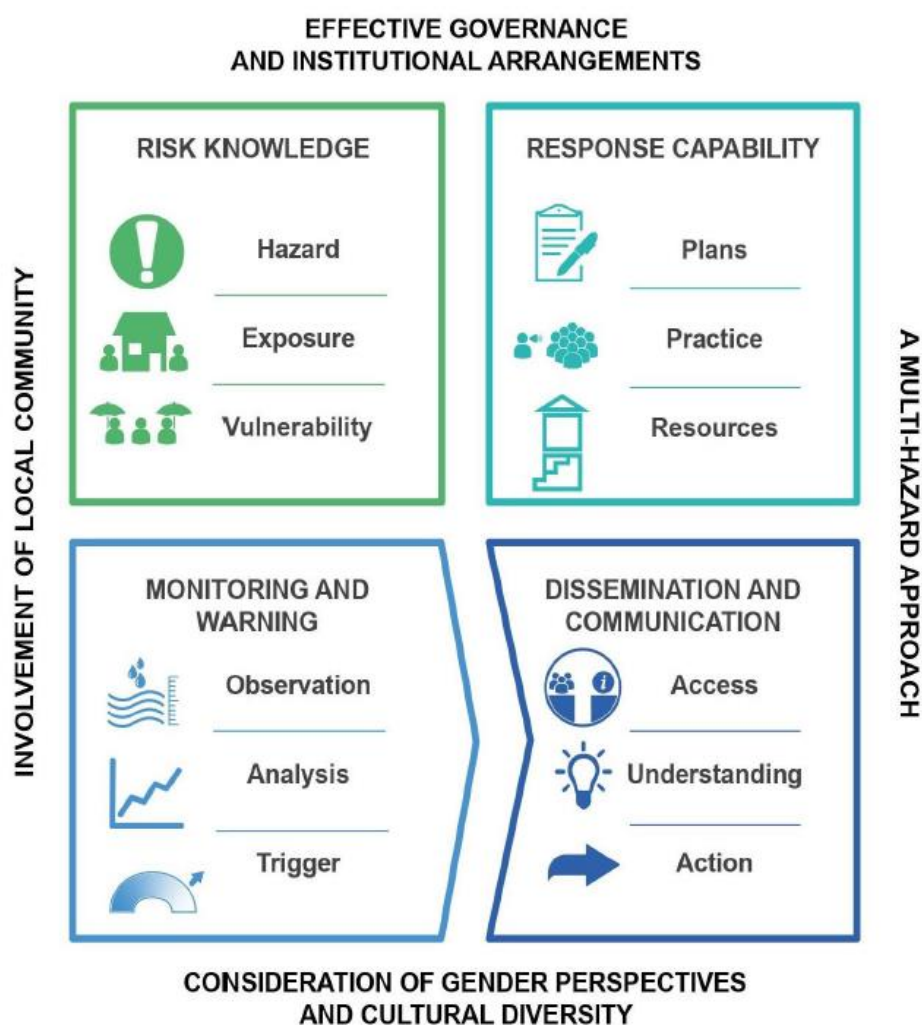 EFFECTIVE GOVERNANCE
AND INSTITUTIONAL ARRANGEMENTS
INVOLVEMENT OF LOCAL COMMUNITY
RISK KNOWLEDGE
Hazard
Exposure
Vulnerability
RESPONSE CAPABILITY
Plans
Practice
Resources
MONITORING AND
WARNING
Observation
Analysis
Trigger
DISSEMINATION AND
COMMUNICATION
i
Access
Understanding
Action
A MULTI-HAZARD APPROACH
CONSIDERATION OF GENDER PERSPECTIVES
AND CULTURAL DIVERSITY